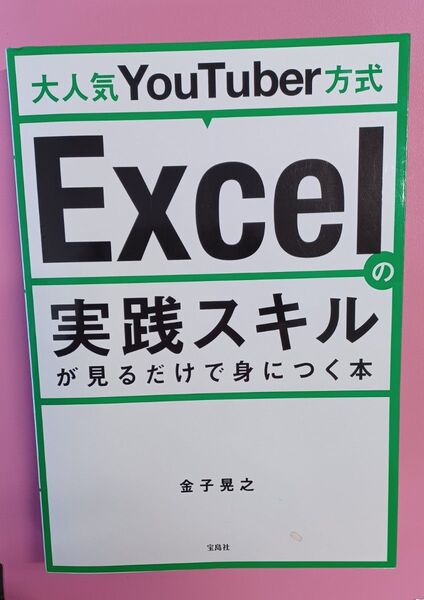 大人気YouTuber方式
Excelの
実践スキル
が見るだけで身につく本
金子晃之
宝島社